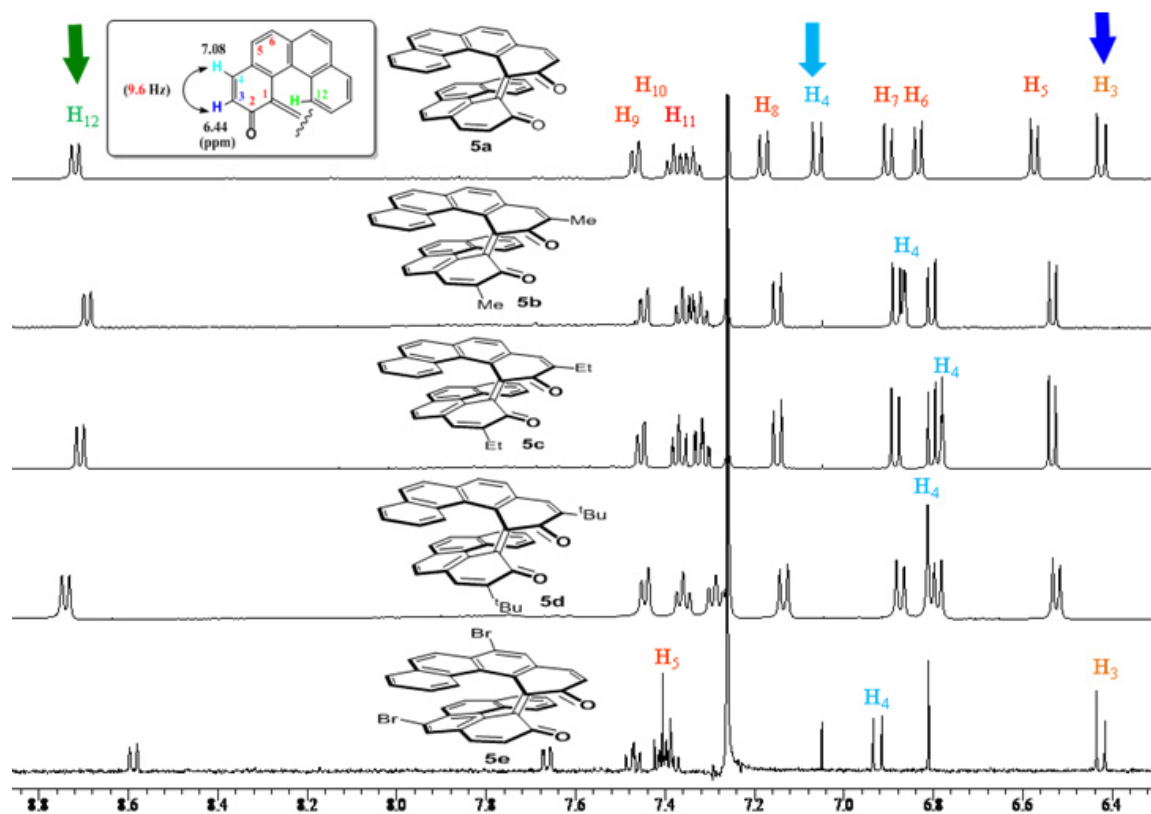 7.08
H
5
6
4
(9.6 Hz)
3
2
1
H
12
H
O
6.44
(ppm)
H12
5a
O
O
H9
H10
H11
H8
H4
H7
H6
H5
H3
Me
O
O
Me
5b
H4
Et
O
O
Et
5c
H4
tBu
O
O
tBu
5d
H4
Br
O
Br
O
5e
H5
H4
H3
8.8 8.6 8.4 8.2 8.0 7.8 7.6 7.4 7.2 7.0 6.8 6.6 6.4